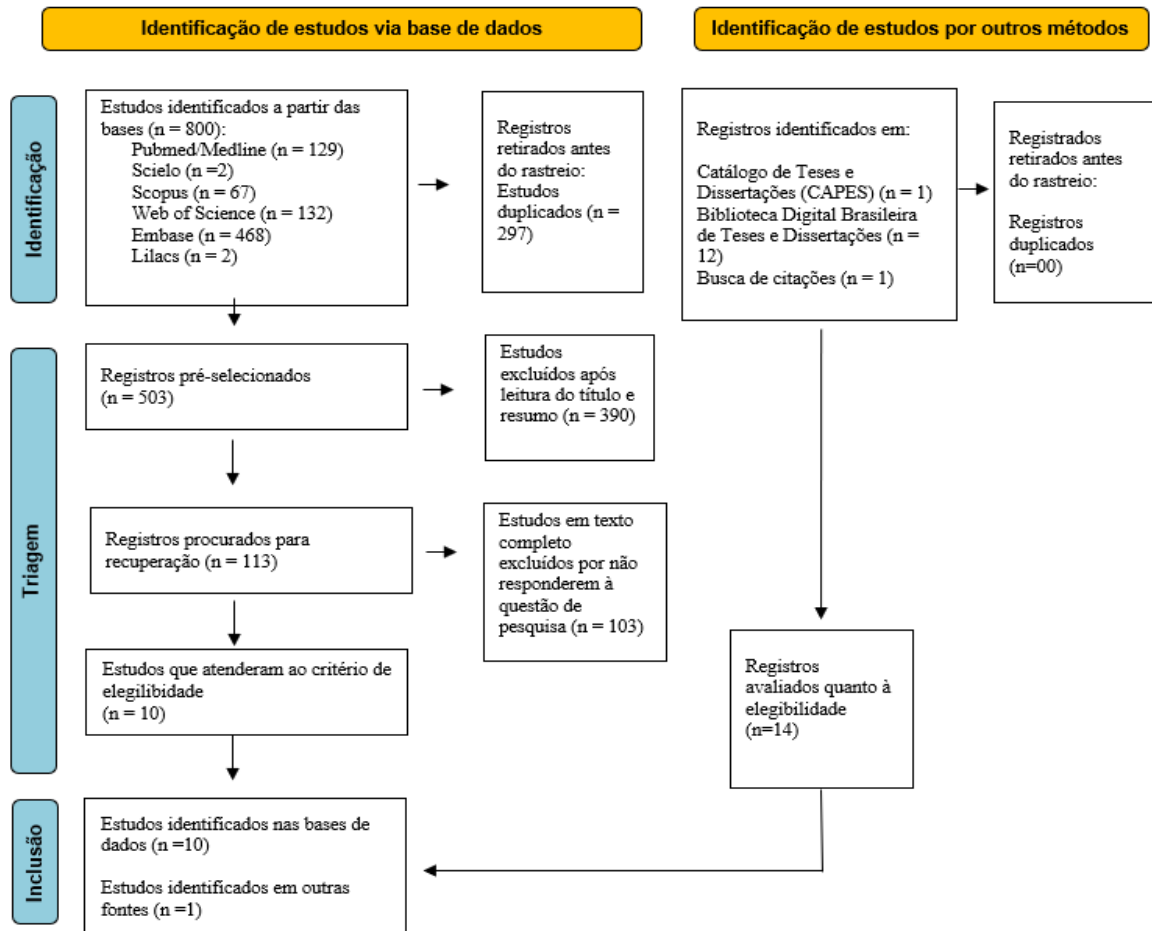 Identificação de estudos via base de dados
Identificação de estudos por outros métodos
Identificação
Estudos identificados a partir das
bases (n = 800):
Pubmed/Medline (n = 129)
Scielo (n =2)
Scopus (n = 67)
Web of Science (n = 132)
Embase (n = 468)
Lilacs (n = 2)
Registros
retirados antes
do rastreio:
Estudos
duplicados (n =
297)
Registros identificados em:
Catálogo de Teses e
Dissertações (CAPES) (n = 1)
Biblioteca Digital Brasileira
de Teses e Dissertações (n =
12)
Busca de citações (n = 1)
Registrados
retirados antes
do rastreio:
Registros
duplicados
(n=00)
Triagem
Registros pré-selecionados
(n = 503)
Estudos
excluídos após
leitura do título e
resumo (n = 390)
Registros procurados para
recuperação (n = 113)
Estudos em texto
completo
excluídos por não
responderem à
questão de
pesquisa (n = 103)
Estudos que atenderam ao critério de
elegilibidade
(n = 10)
Registros
avaliados quanto à
elegibilidade
(n=14)
Inclusão
Estudos identificados nas bases de
dados (n =10)
Estudos identificados em outras
fontes (n =1)